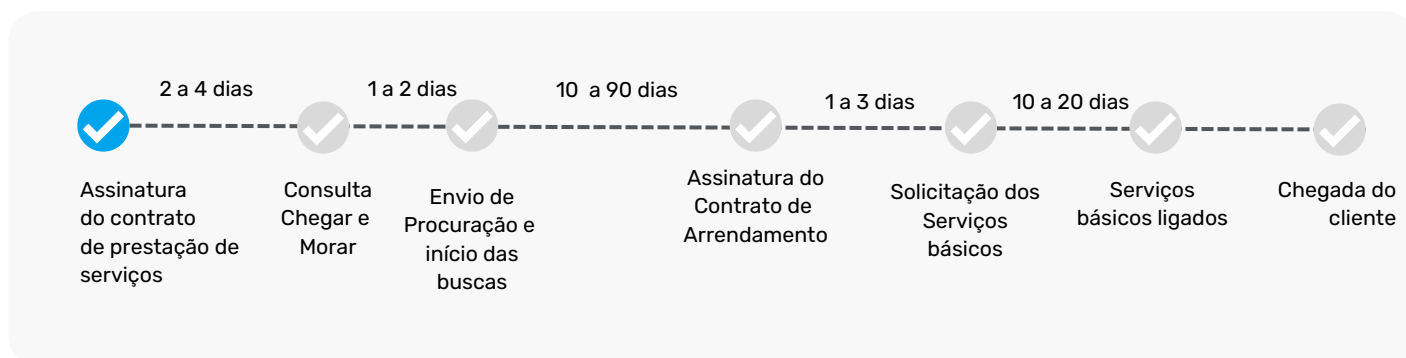 2 a 4 dias
1 a 2 dias
10 a 90 dias
1 a 3 dias
10 a 20 dias
Assinatura
do contrato
de prestação de
serviços
Consulta
Chegar e
Morar
Envio de
Procuração e
início das
buscas
Assinatura do
Contrato de
Arrendamento
Solicitação dos
Serviços
básicos
Serviços
básicos ligados
Chegada do
cliente